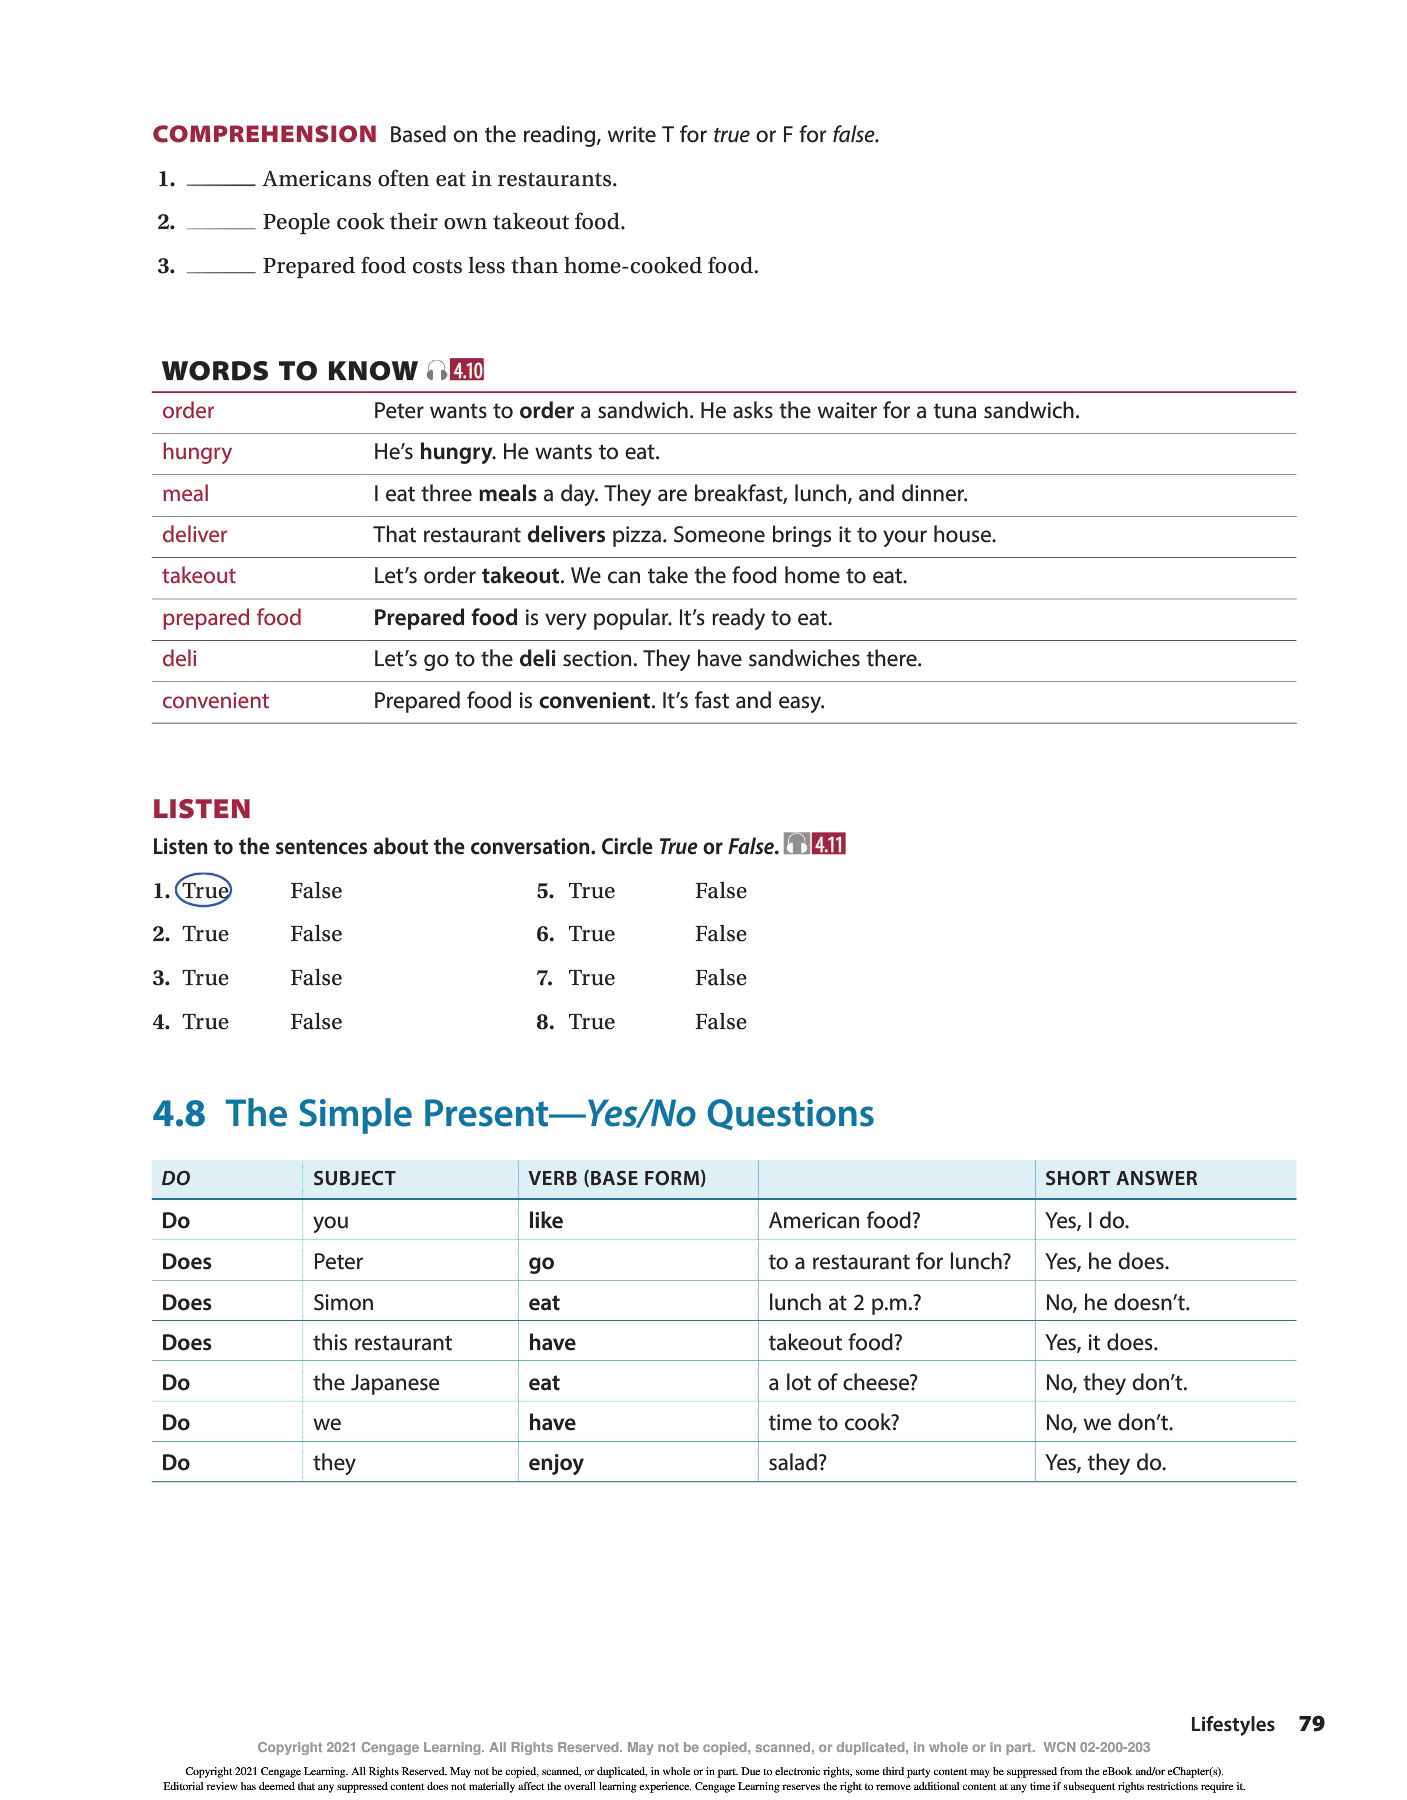 COMPREHENSION Based on the reading, write T for true or F for false.
1. ______ Americans often eat in restaurants.
2. ______ People cook their own takeout food.
3. ______ Prepared food costs less than home-cooked food.
WORDS TO KNOW 4.10
order Peter wants to order a sandwich. He asks the waiter for a tuna sandwich.
hungry He’s hungry. He wants to eat.
meal I eat three meals a day. They are breakfast, lunch, and dinner.
deliver That restaurant delivers pizza. Someone brings it to your house.
takeout Let’s order takeout. We can take the food home to eat.
prepared food Prepared food is very popular. It’s ready to eat.
deli Let’s go to the deli section. They have sandwiches there.
convenient Prepared food is convenient. It’s fast and easy.
LISTEN
Listen to the sentences about the conversation. Circle True or False. 4.11
1. True False 5. True False
2. True False 6. True False
3. True False 7. True False
4. True False 8. True False
4.8 The Simple Present—Yes/No Questions
DO SUBJECT VERB (BASE FORM) SHORT ANSWER
Do you like American food? Yes, I do.
Does Peter go to a restaurant for lunch? Yes, he does.
Does Simon eat lunch at 2 p.m.? No, he doesn’t.
Does this restaurant have takeout food? Yes, it does.
Do the Japanese eat a lot of cheese? No, they don’t.
Do we have time to cook? No, we don’t.
Do they enjoy salad? Yes, they do.
Lifestyles 79
Copyright 2021 Cengage Learning. All Rights Reserved. May not be copied, scanned, or duplicated, in whole or in part. WCN 02-200-203
Copyright 2021 Cengage Learning. All Rights Reserved. May not be copied, scanned, or duplicated, in whole or in part. Due to electronic rights, some third party content may be suppressed from the eBook and/or eChapter(s).
Editorial review has deemed that any suppressed content does not materially affect the overall learning experience. Cengage Learning reserves the right to remove additional content at any time if subsequent rights restrictions require it.